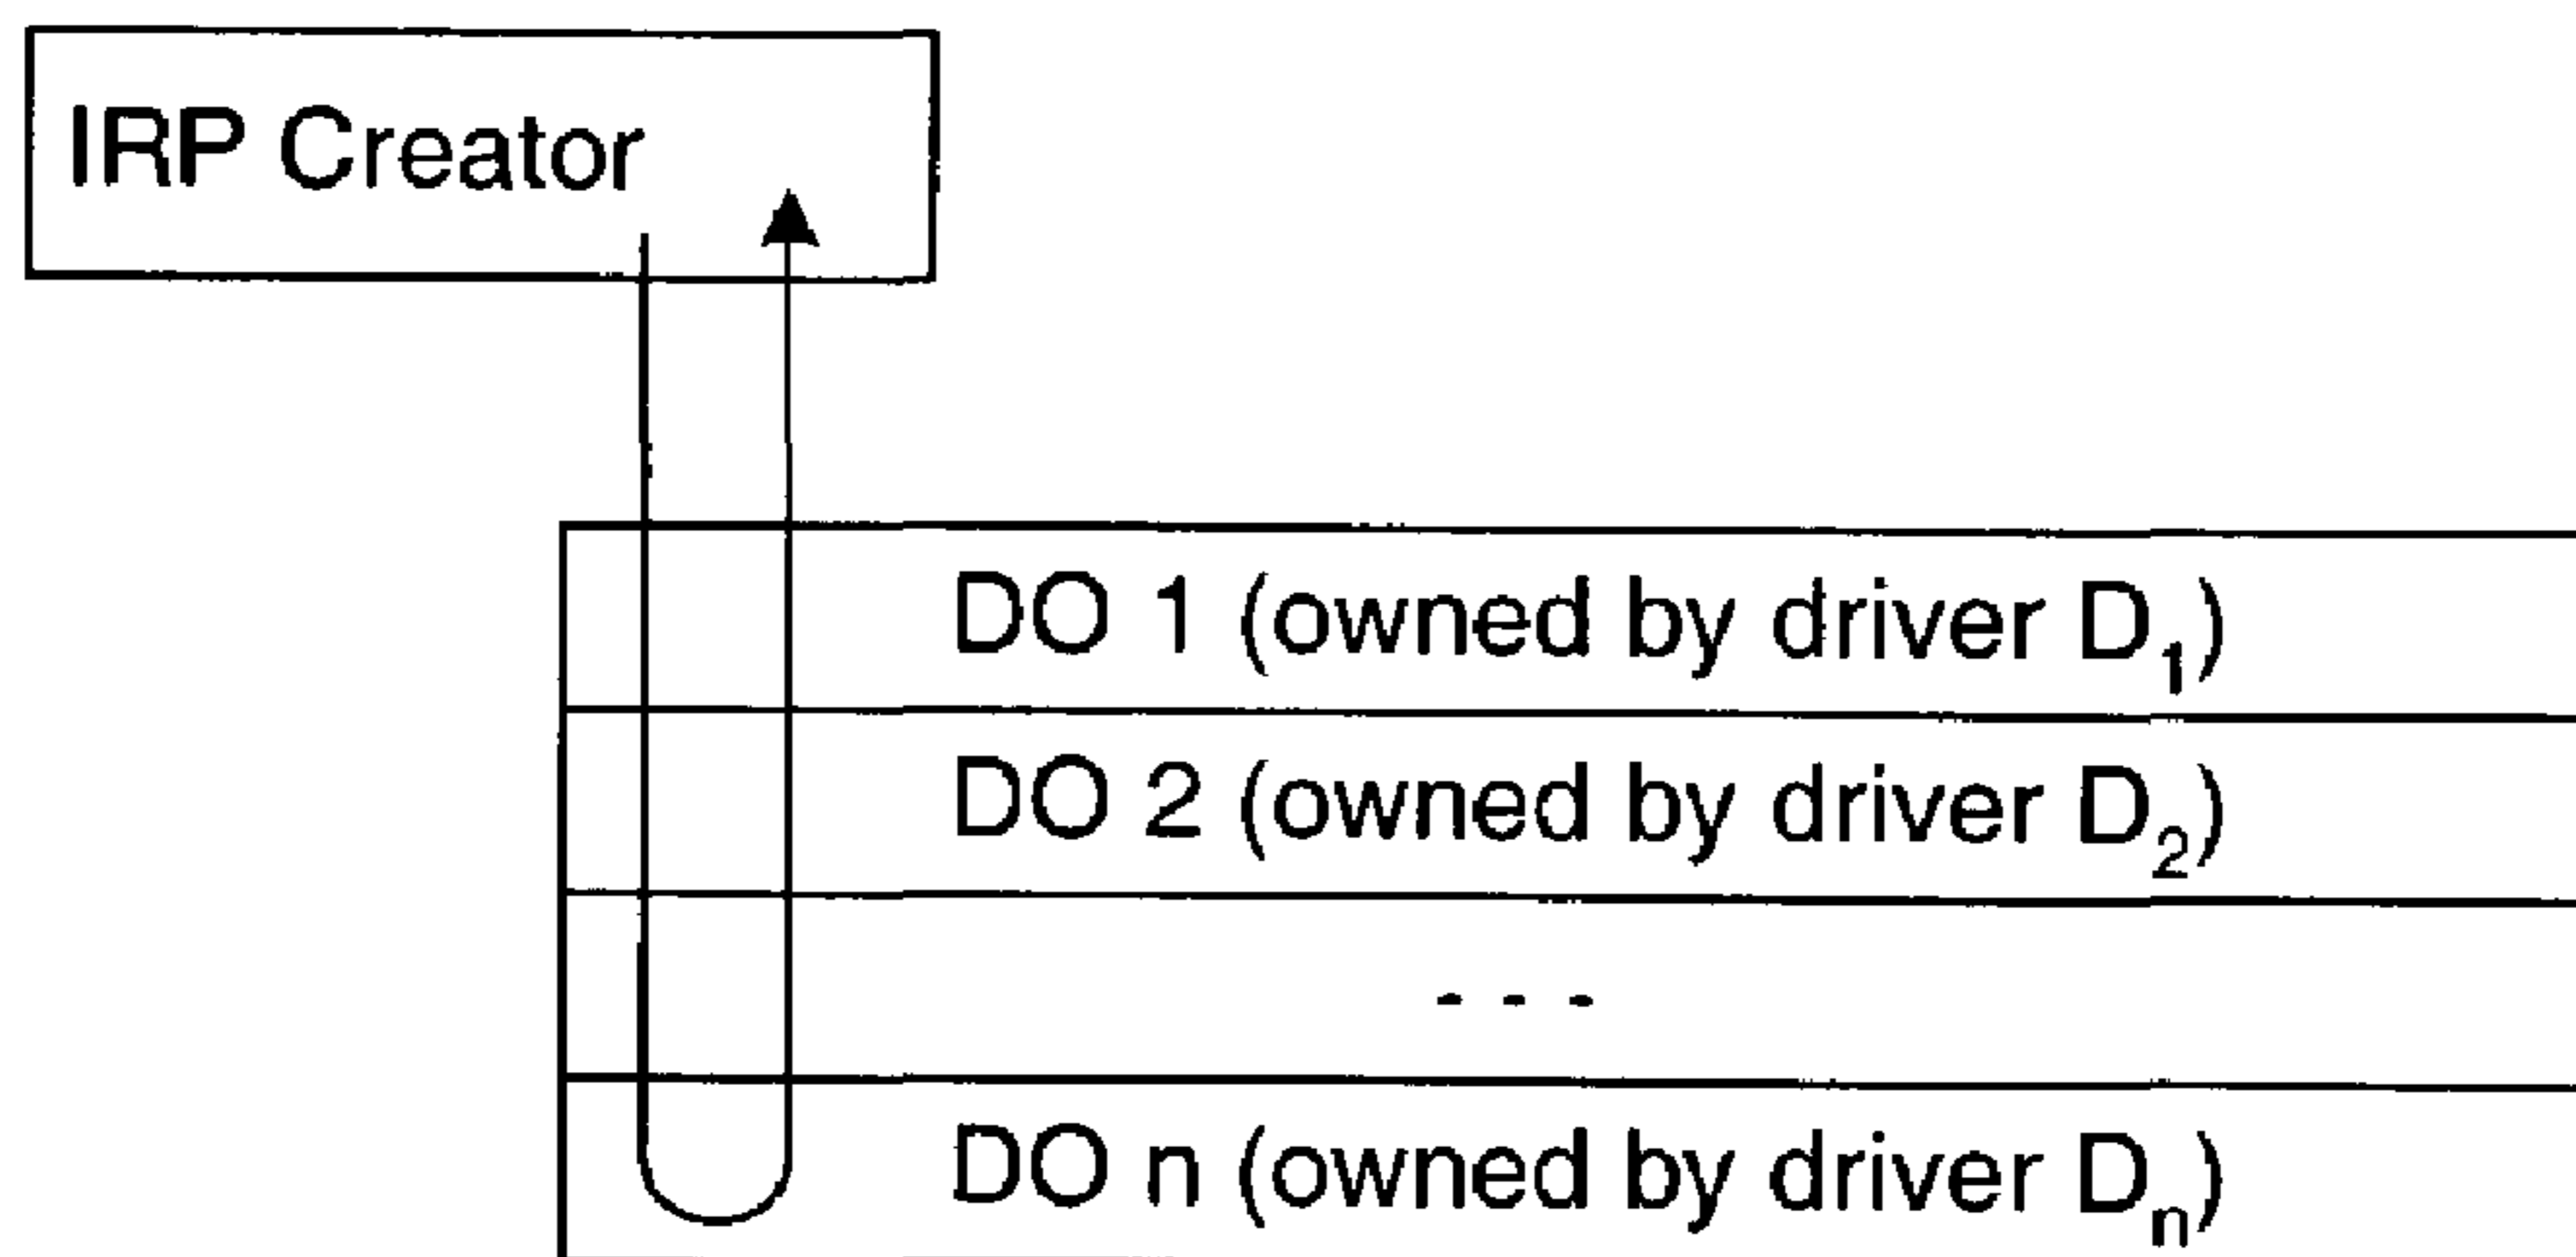 IRP Creator
DO 1 (owned by driver D₁)
DO 2 (owned by driver D₂)
- - -
DO n (owned by driver Dₙ)